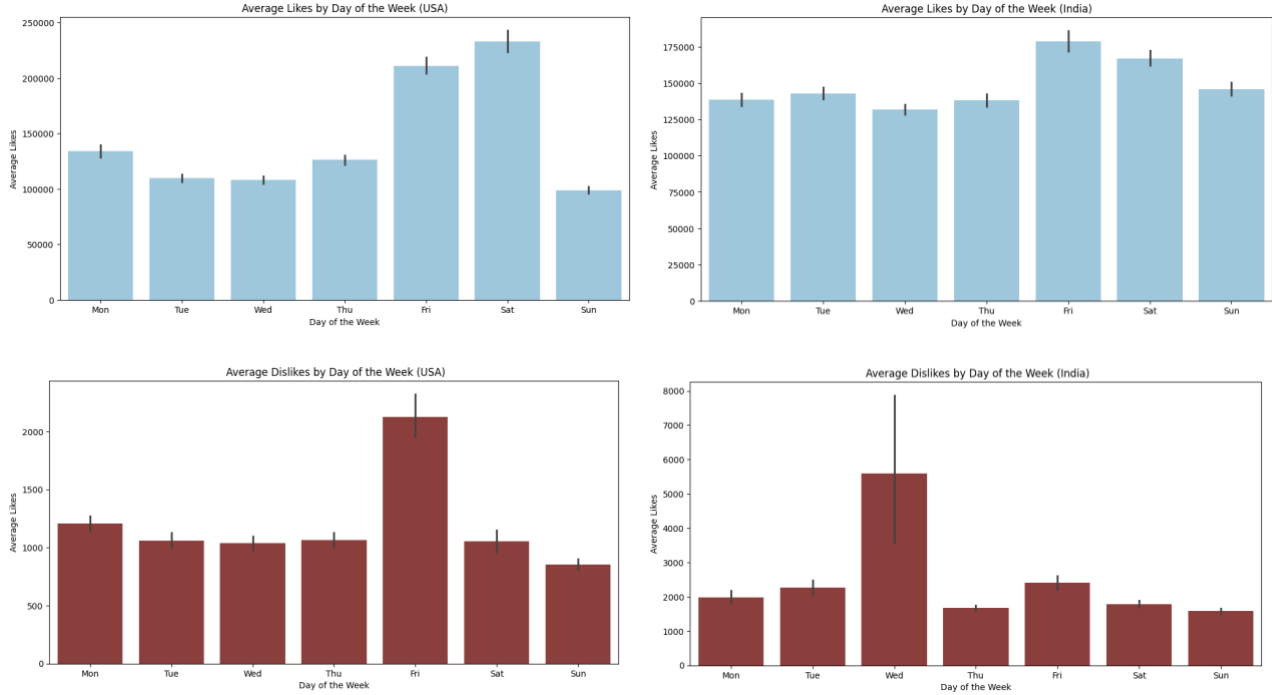 Average Likes by Day of the Week (USA)
250000
200000
150000
100000
50000
0
Average Likes
Mon Tue Wed Thu Fri Sat Sun
Day of the Week
Average Likes by Day of the Week (India)
175000
150000
125000
100000
75000
50000
25000
0
Average Likes
Mon Tue Wed Thu Fri Sat Sun
Day of the Week
Average Dislikes by Day of the Week (USA)
2000
1500
1000
500
0
Average Likes
Mon Tue Wed Thu Fri Sat Sun
Day of the Week
Average Dislikes by Day of the Week (India)
8000
7000
6000
5000
4000
3000
2000
1000
0
Average Likes
Mon Tue Wed Thu Fri Sat Sun
Day of the Week